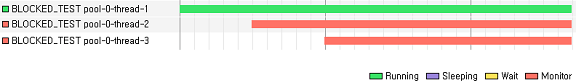 BLOCKED_TEST pool-0-thread-1
BLOCKED_TEST pool-0-thread-2
BLOCKED_TEST pool-0-thread-3
Running Sleeping Wait Monitor